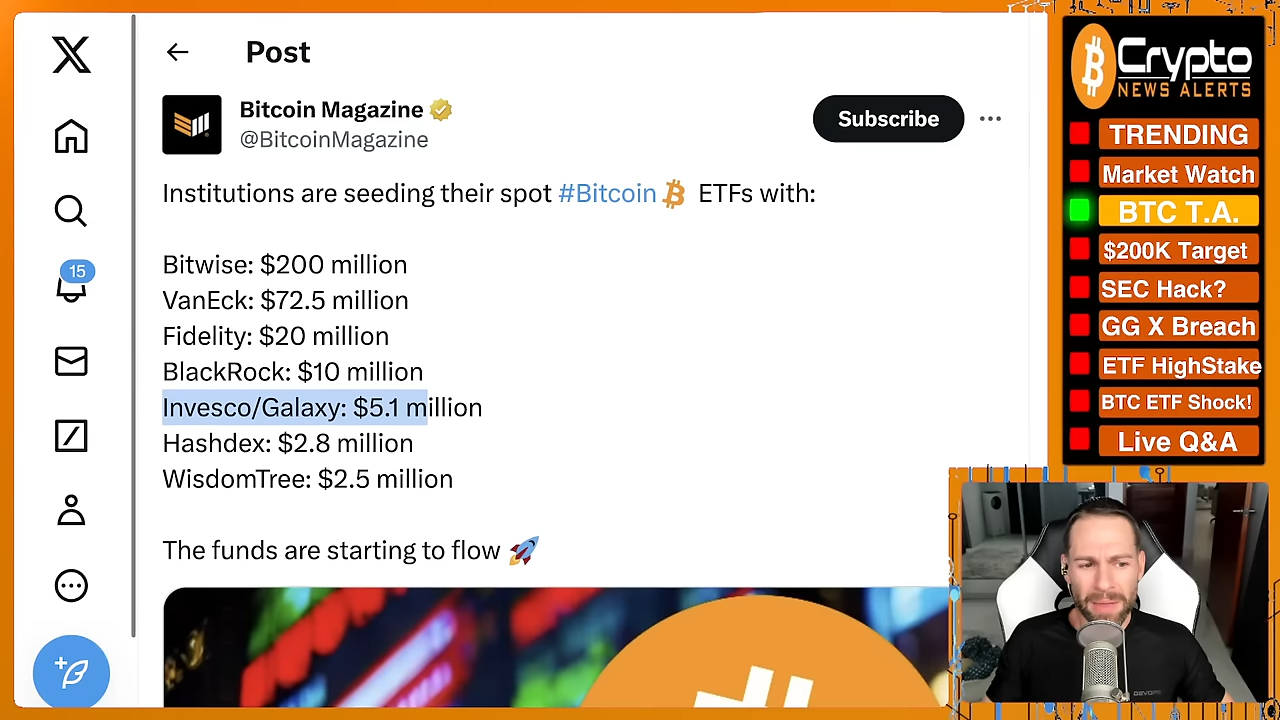 Post
Bitcoin Magazine
@BitcoinMagazine
Subscribe
Institutions are seeding their spot #Bitcoin ETFs with:
Bitwise: $200 million
VanEck: $72.5 million
Fidelity: $20 million
BlackRock: $10 million
Invesco/Galaxy: $5.1 million
Hashdex: $2.8 million
WisdomTree: $2.5 million
The funds are starting to flow 🚀
15
Crypto
NEWS ALERTS
TRENDING
Market Watch
BTC T.A.
$200K Target
SEC Hack?
GG X Breach
ETF HighStake
BTC ETF Shock!
Live Q&A